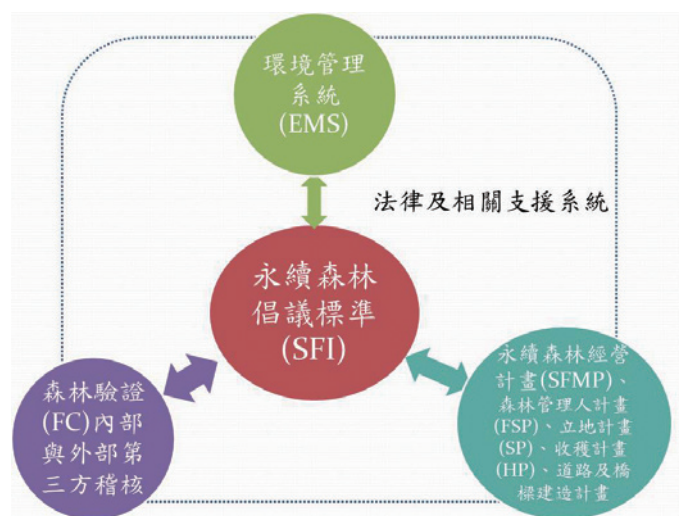 環境管理
系統
(EMS)
法律及相關支援系統
永續森林
倡議標準
(SFI)
森林驗證
(FC)內部
與外部第
三方稽核
永續森林經營
計畫(SFMP)、
森林管理人計畫
(FSP)、立地計畫
(SP)、收穫計畫
(HP)、道路及橋
樑建造計畫